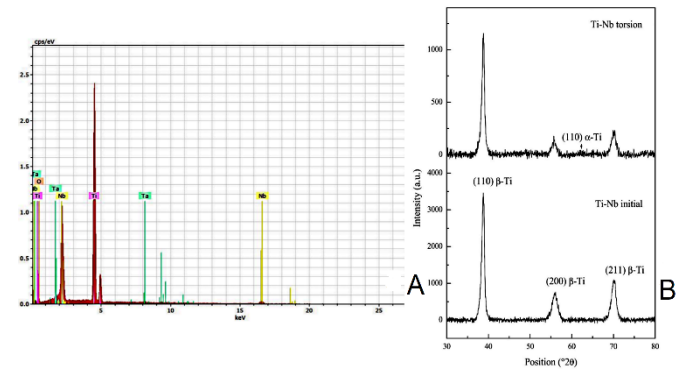 cps/eV
2.5
2.0
1.5
1.0
0.5
0.0
Ta
O
Nb
Ti
Ta
Nb
Ti
Ta
Nb
5
10
15
20
25
keV
A
Ti-Nb torsion
1000
500
0
(110) α-Ti
(110) β-Ti
Ti-Nb initial
4000
3000
2000
1000
0
(200) β-Ti
(211) β-Ti
Intensity (a.u.)
30
40
50
60
70
80
Position (°2θ)
B